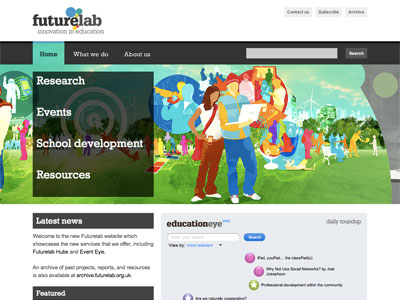 futurelab
innovation in education
Contact us
Subscribe
Archive
Home
What we do
About us
Search
Research
Events
School development
Resources
Latest news
Welcome to the new Futurelab website which
showcases the new services that we offer, including
Futurelab Hubs and Event Eye.
An archive of past projects, reports, and resources
is also available at archive.futurelab.org.uk.
Featured
educationeye
daily roundup
Enter your search
Search
View by: most relevant
iPad, youPad... the classPad(s)
Why Not Use Social Networks? by Joel
Josephson
Professional development within the community
Are we naturally cooperative?